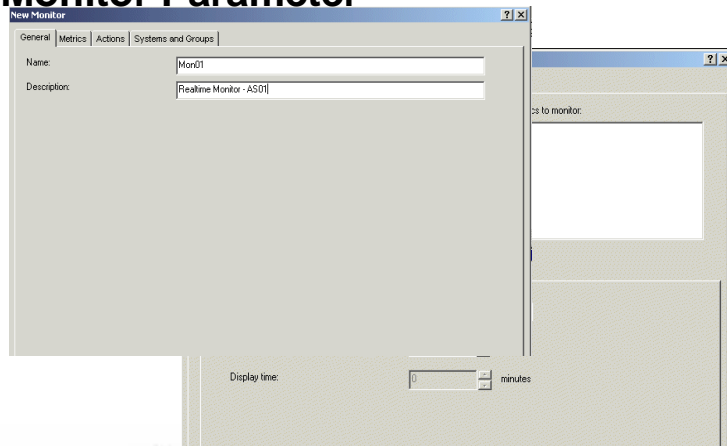 Monitor Parameter
New Monitor
General Metrics Actions Systems and Groups
Name: Mon01
Description: Realtime Monitor - AS01
to monitor:
Display time: 0 minutes